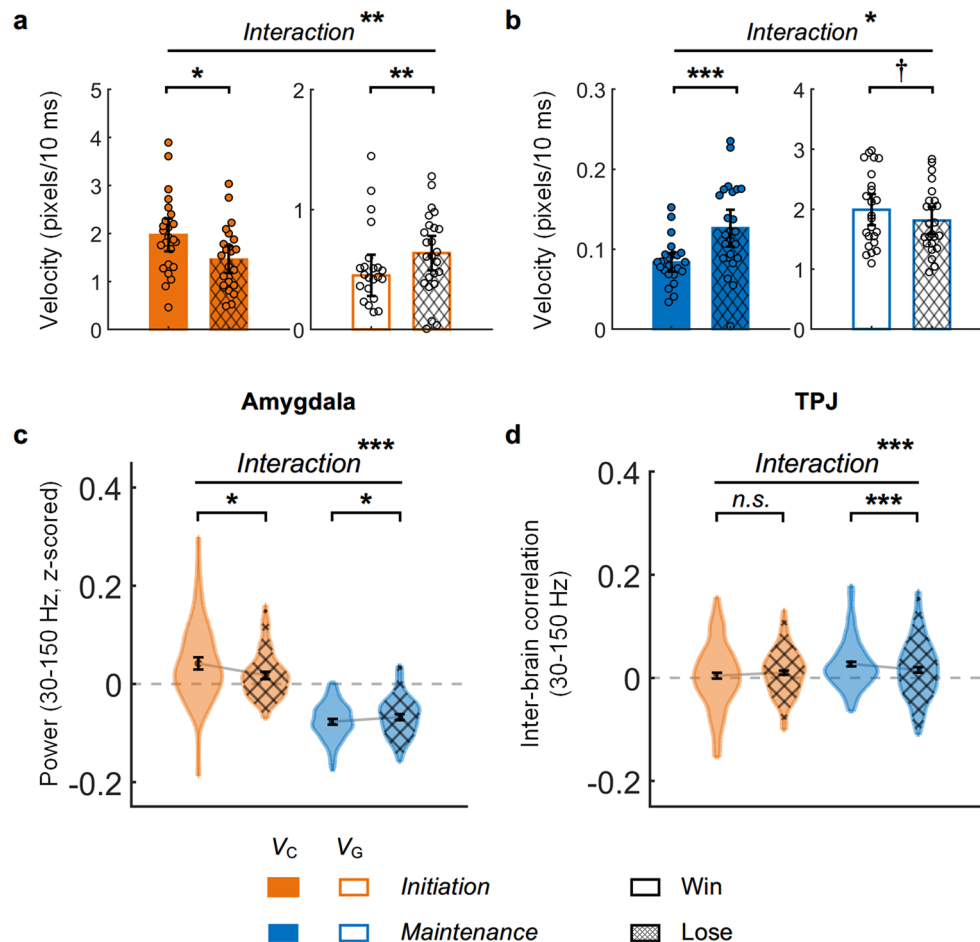 a
Interaction **
*
**
Velocity (pixels/10 ms)
5
4
3
2
1
0
2
1
0
b
Interaction *
***
†
Velocity (pixels/10 ms)
0.3
0.2
0.1
0
4
3
2
1
0
Amygdala
c
***
Interaction
*
*
Power (30-150 Hz, z-scored)
0.4
0.2
0
-0.2
TPJ
d
***
Interaction
n.s.
***
Inter-brain correlation
(30-150 Hz)
0.4
0.2
0
-0.2
VC VG
Initiation
Win
Maintenance
Lose